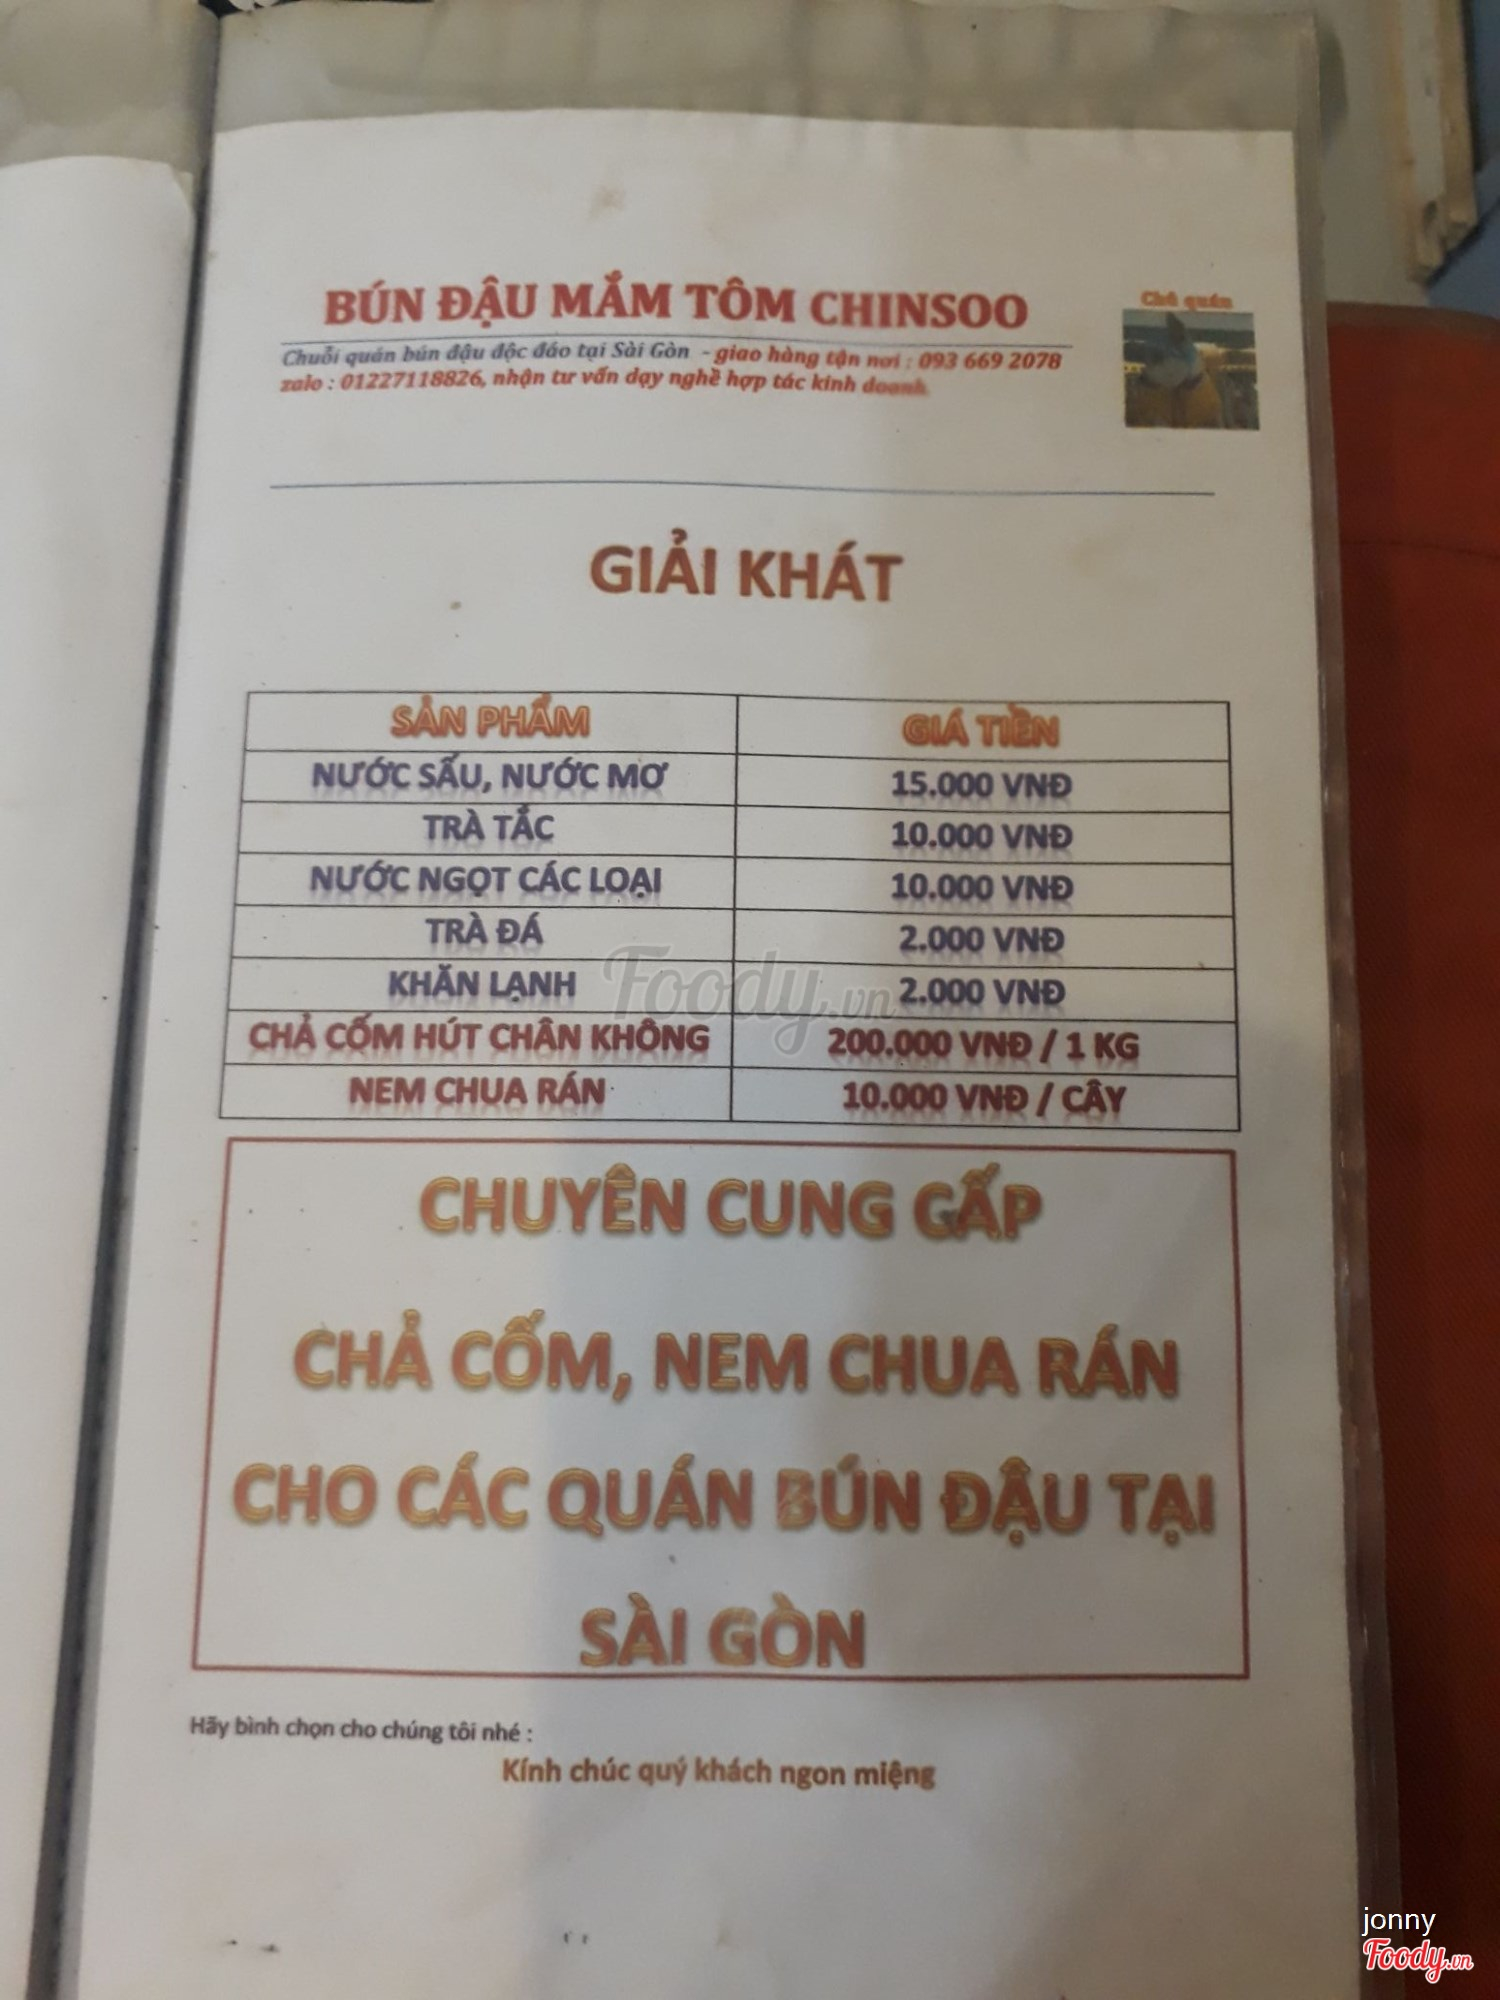 BÚN ĐẬU MẮM TÔM CHINSOO
Chủ quán
Chuỗi quán bún đậu độc đáo tại Sài Gòn - giao hàng tận nơi : 093 669 2078
zalo : 01227118826, nhận tư vấn dạy nghề hợp tác kinh doanh
GIẢI KHÁT
SẢN PHẨM GIÁ TIỀN
NƯỚC SẤU, NƯỚC MƠ 15.000 VNĐ
TRÀ TẮC 10.000 VNĐ
NƯỚC NGỌT CÁC LOẠI 10.000 VNĐ
TRÀ ĐÁ 2.000 VNĐ
KHĂN LẠNH 2.000 VNĐ
CHẢ CỐM HÚT CHÂN KHÔNG 200.000 VNĐ / 1 KG
NEM CHUA RÁN 10.000 VNĐ / CÂY
Foody.vn
CHUYÊN CUNG CẤP
CHẢ CỐM, NEM CHUA RÁN
CHO CÁC QUÁN BÚN ĐẬU TẠI
SÀI GÒN
Hãy bình chọn cho chúng tôi nhé :
Kính chúc quý khách ngon miệng
jonny
Foody.vn